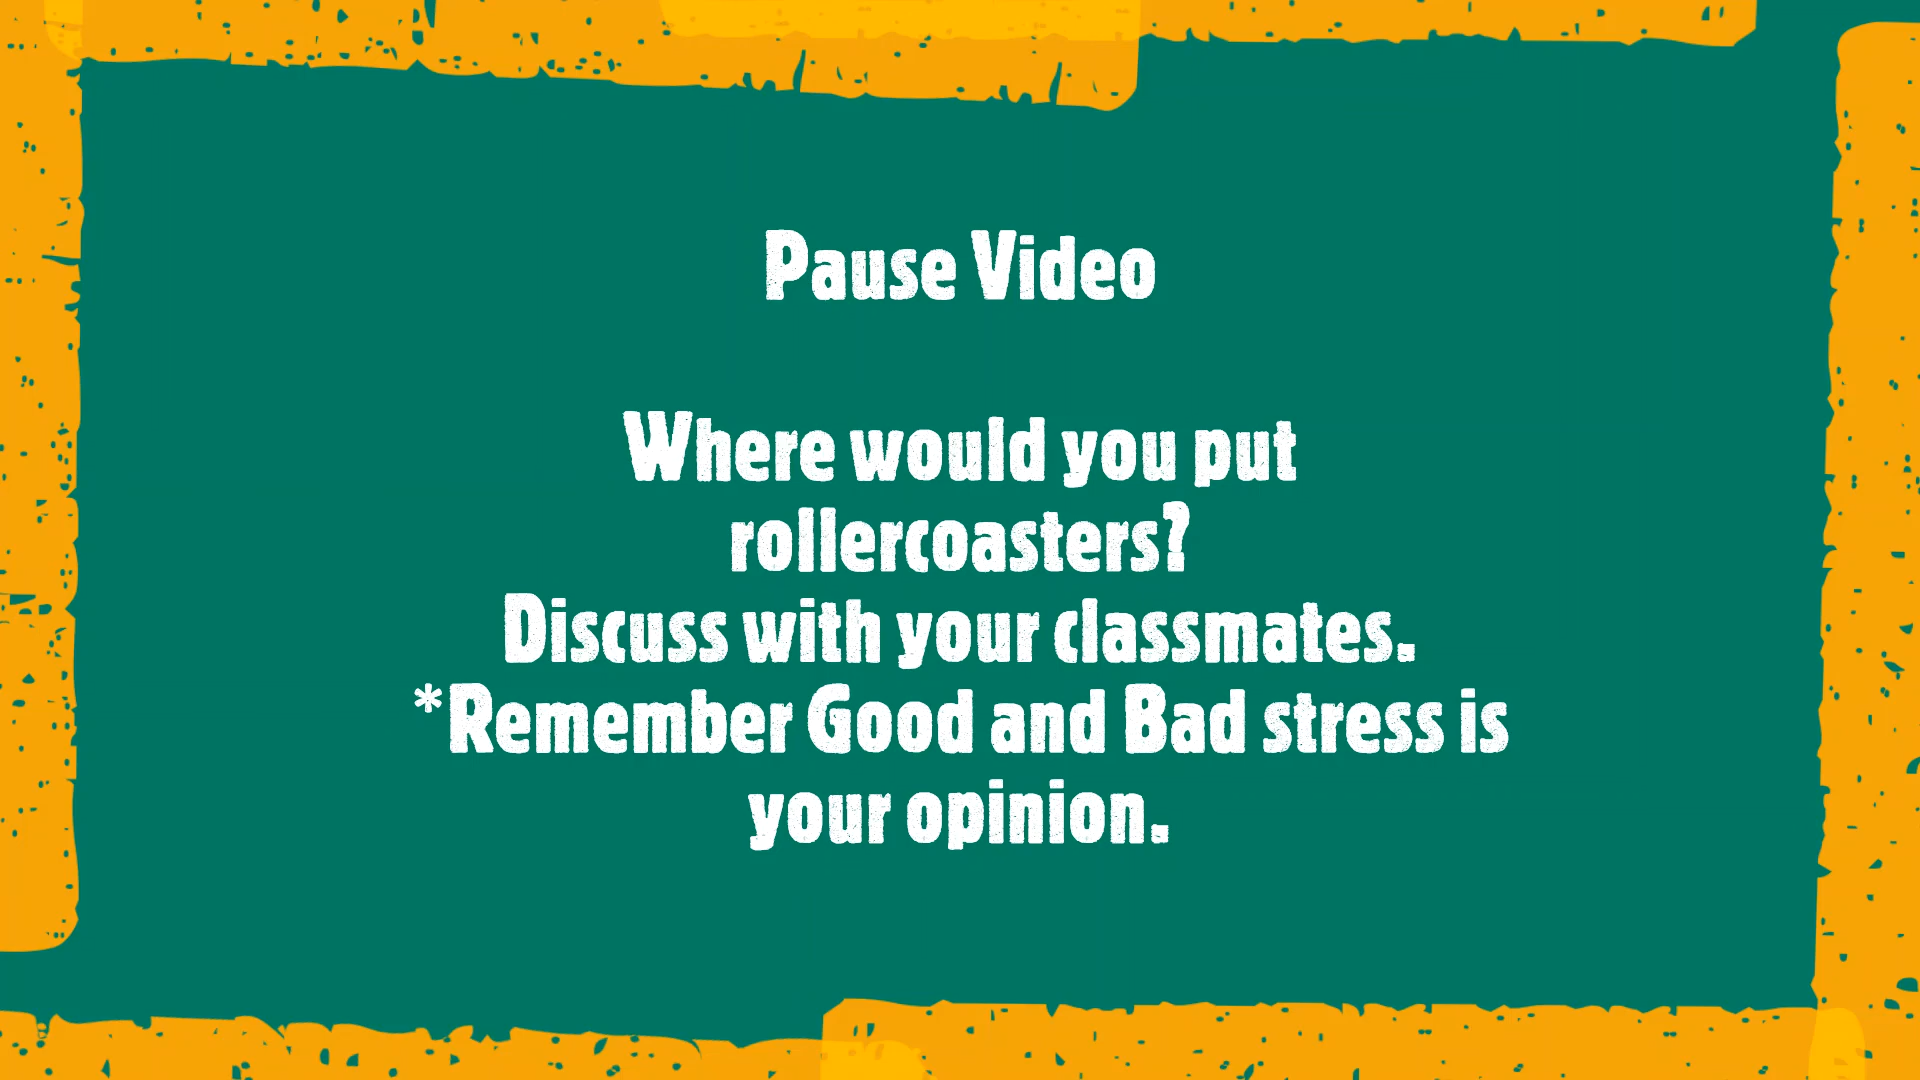 Pause Video
Where would you put
rollercoasters?
Discuss with your classmates.
*Remember Good and Bad stress is
your opinion.